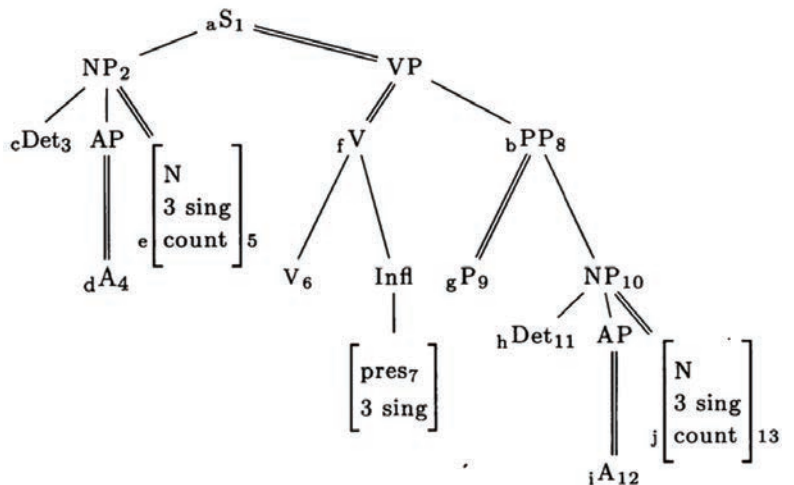 aS1
NP2 VP
cDet3 AP fV bPP8
N
3 sing
e count 5
dA4 V6 Infl gP9 NP10
hDet11 AP
pres7
3 sing
N
3 sing
j count 13
iA12